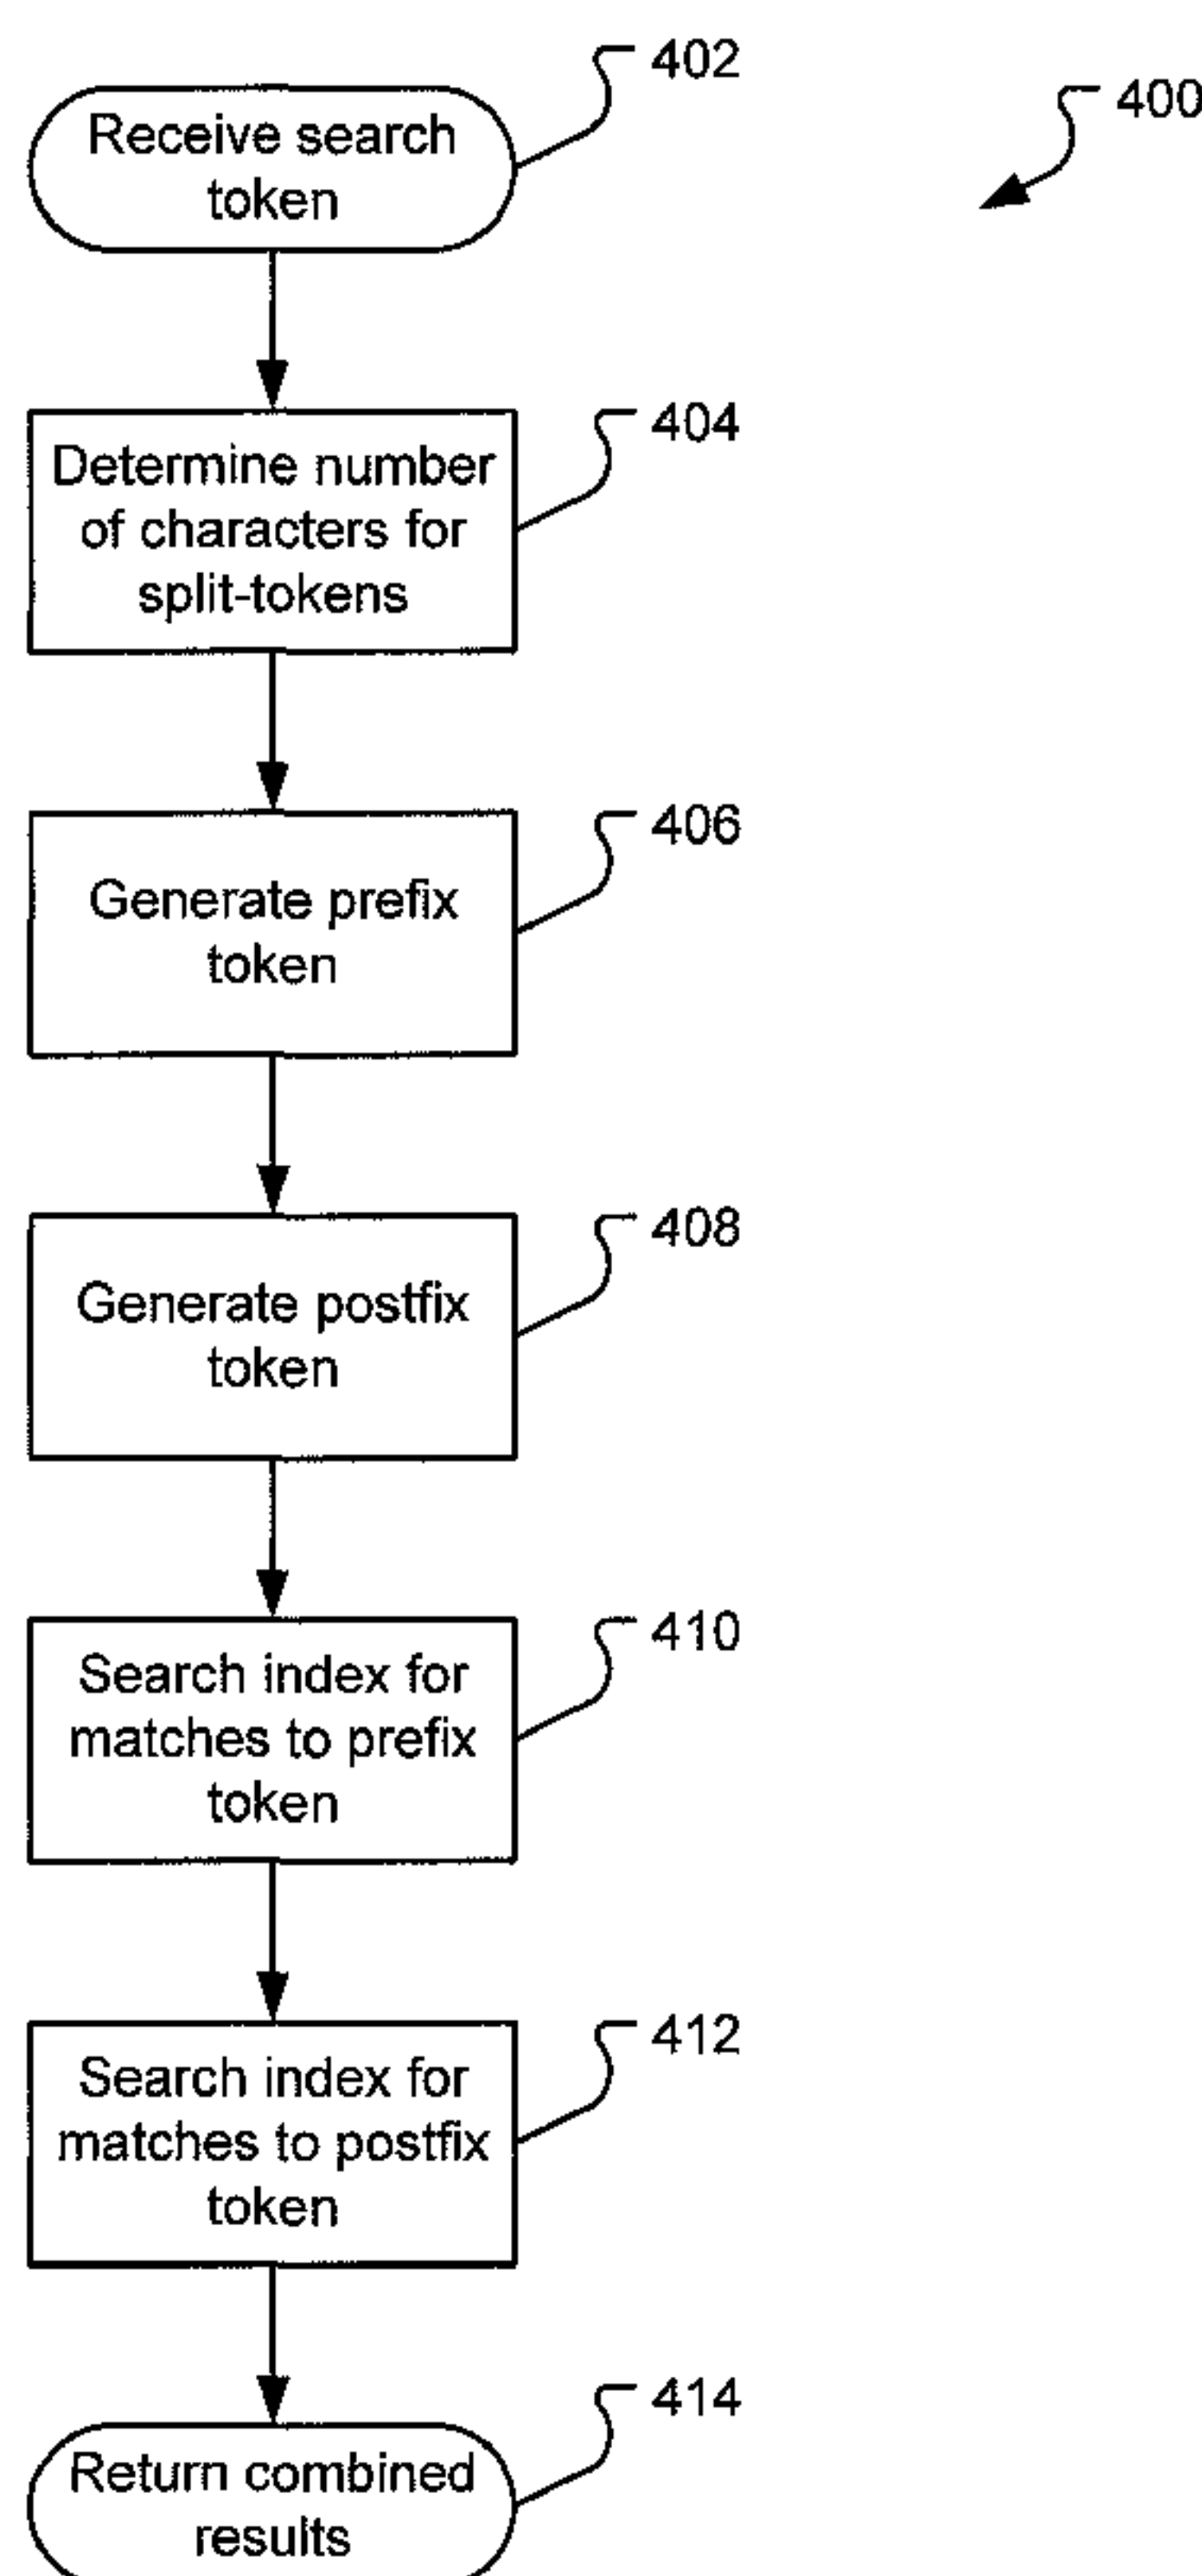 402
400
Receive search
token
404
Determine number
of characters for
split-tokens
406
Generate prefix
token
408
Generate postfix
token
410
Search index for
matches to prefix
token
412
Search index for
matches to postfix
token
414
Return combined
results